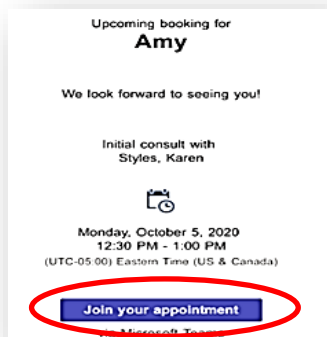 Upcoming booking for
Amy
We look forward to seeing you!
Initial consult with
Styles, Karen
Monday, October 5, 2020
12:30 PM - 1:00 PM
(UTC-05:00) Eastern Time (US & Canada)
Join your appointment
via Microsoft Teams